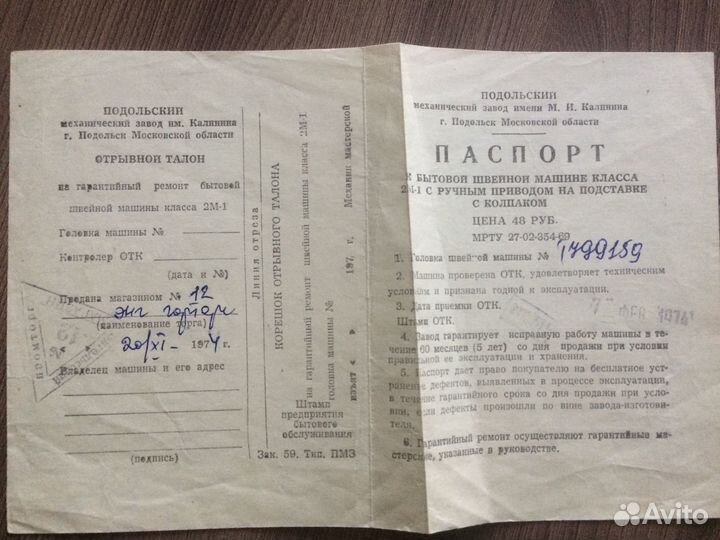 ПОДОЛЬСКИЙ
механический завод им. Калинина
г. Подольск Московской области
ОТРЫВНОЙ ТАЛОН
на гарантийный ремонт бытовой
швейной машины класса 2М-1
Головка машины №
Контролер ОТК
(дата к №)
Продана магазином № 12
(наименование торга)
« 20/XI- 1974 г.
Владелец машины и его адрес
(подпись)
ПРОМТОРГ
Линия отреза
КОРЕШОК ОТРЫВНОГО ТАЛОНА
на гарантийный ремонт швейной машины класса 2М-1
головка машины №
изъят « » 197 г. Механик мастерской
Штамп
предприятия
бытового
обслуживания
Зак. 59. Тип. ПМЗ
ПОДОЛЬСКИЙ
механический завод имени М. И. Калинина
г. Подольск Московской области
ПАСПОРТ
К БЫТОВОЙ ШВЕЙНОЙ МАШИНЕ КЛАССА
2М-1 С РУЧНЫМ ПРИВОДОМ НА ПОДСТАВКЕ
С КОЛПАКОМ
ЦЕНА 48 РУБ.
МРТУ 27-02-354-69
1. Головка швейной машины № 1799159
2. Машина проверена ОТК, удовлетворяет техническим
условиям и признана годной к эксплуатации.
3. Дата приемки ОТК. ФЕВ 1974
Штамп ОТК.
4. Завод гарантирует исправную работу машины в те-
чение 60 месяцев (5 лет) со дня продажи при условии
правильной ее эксплуатации и хранения.
5. Паспорт дает право покупателю на бесплатное уст-
ранение дефектов, выявленных в процессе эксплуатации,
в течение гарантийного срока со дня продажи при усло-
вии, если дефекты произошли по вине завода-изготови-
теля.
6. Гарантийный ремонт осуществляют гарантийные ма-
стерские, указанные в руководстве.
Avito